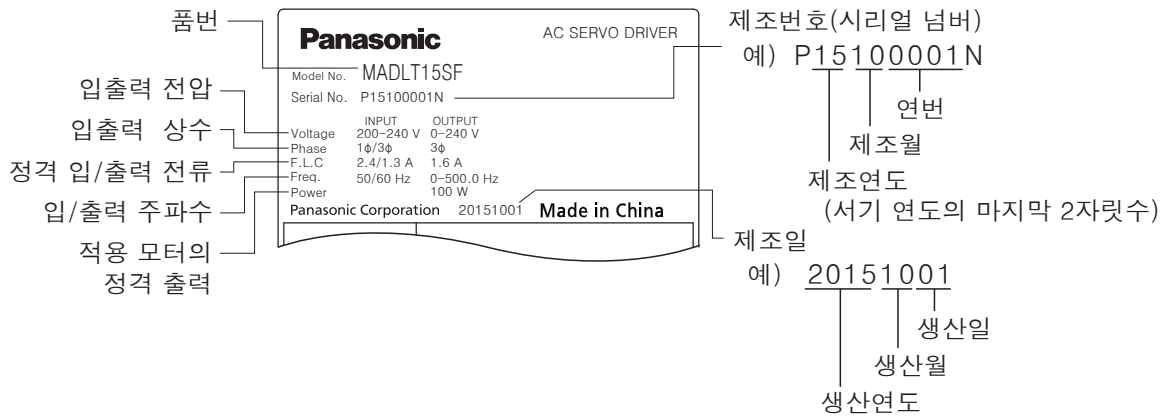 품번
입출력 전압
입출력 상수
정격 입/출력 전류
입/출력 주파수
적용 모터의
정격 출력
Panasonic AC SERVO DRIVER
Model No. MADLT15SF
Serial No. P15100001N
INPUT OUTPUT
Voltage 200-240 V 0-240 V
Phase 1ϕ/3ϕ 3ϕ
F.L.C 2.4/1.3 A 1.6 A
Freq. 50/60 Hz 0-500.0 Hz
Power 100 W
Panasonic Corporation 20151001 Made in China
제조번호(시리얼 넘버)
예) P15100001N
연번
제조월
제조연도
(서기 연도의 마지막 2자릿수)
제조일
예) 20151001
생산일
생산월
생산연도